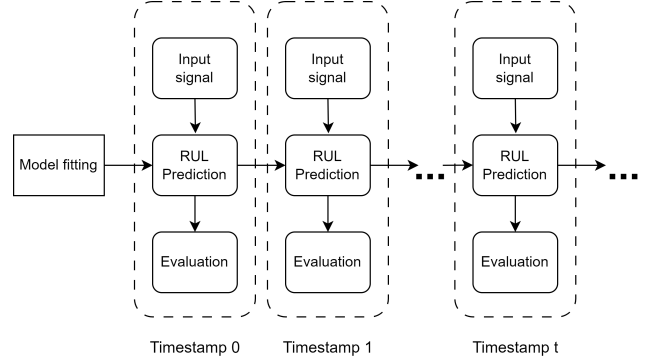 Input
signal
Input
signal
Input
signal
Model fitting
RUL
Prediction
RUL
Prediction
...
RUL
Prediction
...
Evaluation
Evaluation
Evaluation
Timestamp 0
Timestamp 1
Timestamp t